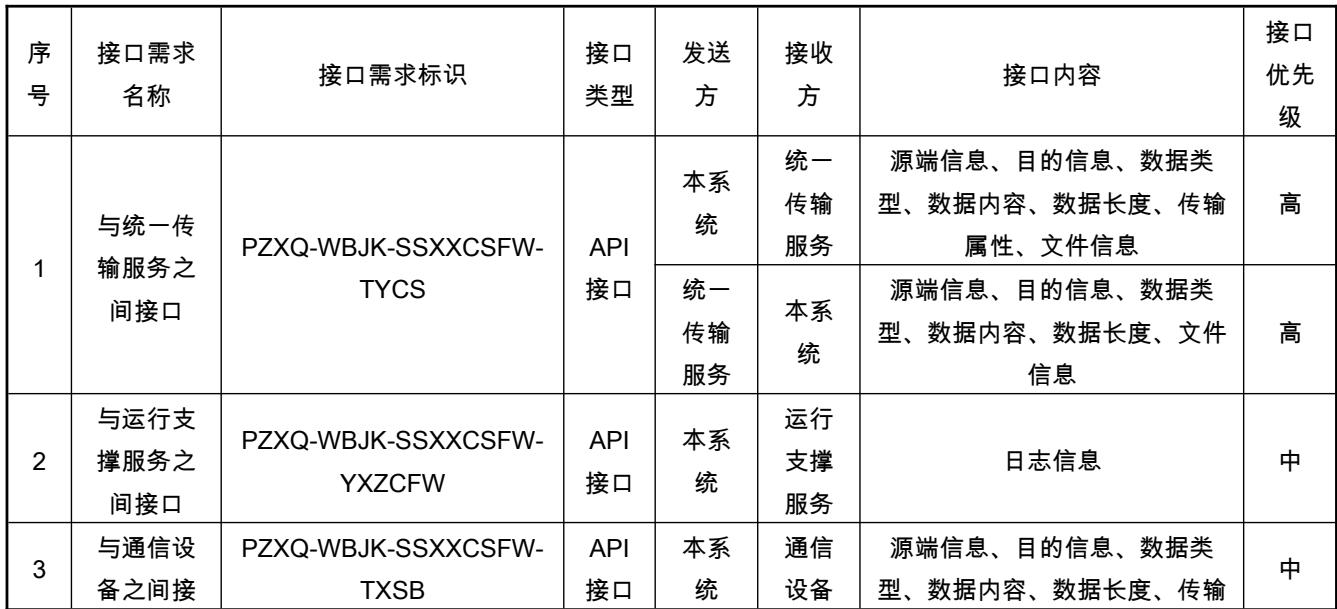 序号
接口需求名称
接口需求标识
接口类型
发送方
接收方
接口内容
接口优先级
1
与统一传
输服务之
间接口
PZXQ-WBJK-SSXXCSFW-
TYCS
API
接口
本系
统
统一
传输
服务
源端信息、目的信息、数据类
型、数据内容、数据长度、传输
属性、文件信息
高
统一
传输
服务
本系
统
源端信息、目的信息、数据类
型、数据内容、数据长度、文件
信息
高
2
与运行支
撑服务之
间接口
PZXQ-WBJK-SSXXCSFW-
YXZCFW
API
接口
本系
统
运行
支撑
服务
日志信息
中
3
与通信设
备之间接
PZXQ-WBJK-SSXXCSFW-
TXSB
API
接口
本系
统
通信
设备
源端信息、目的信息、数据类
型、数据内容、数据长度、传输
中